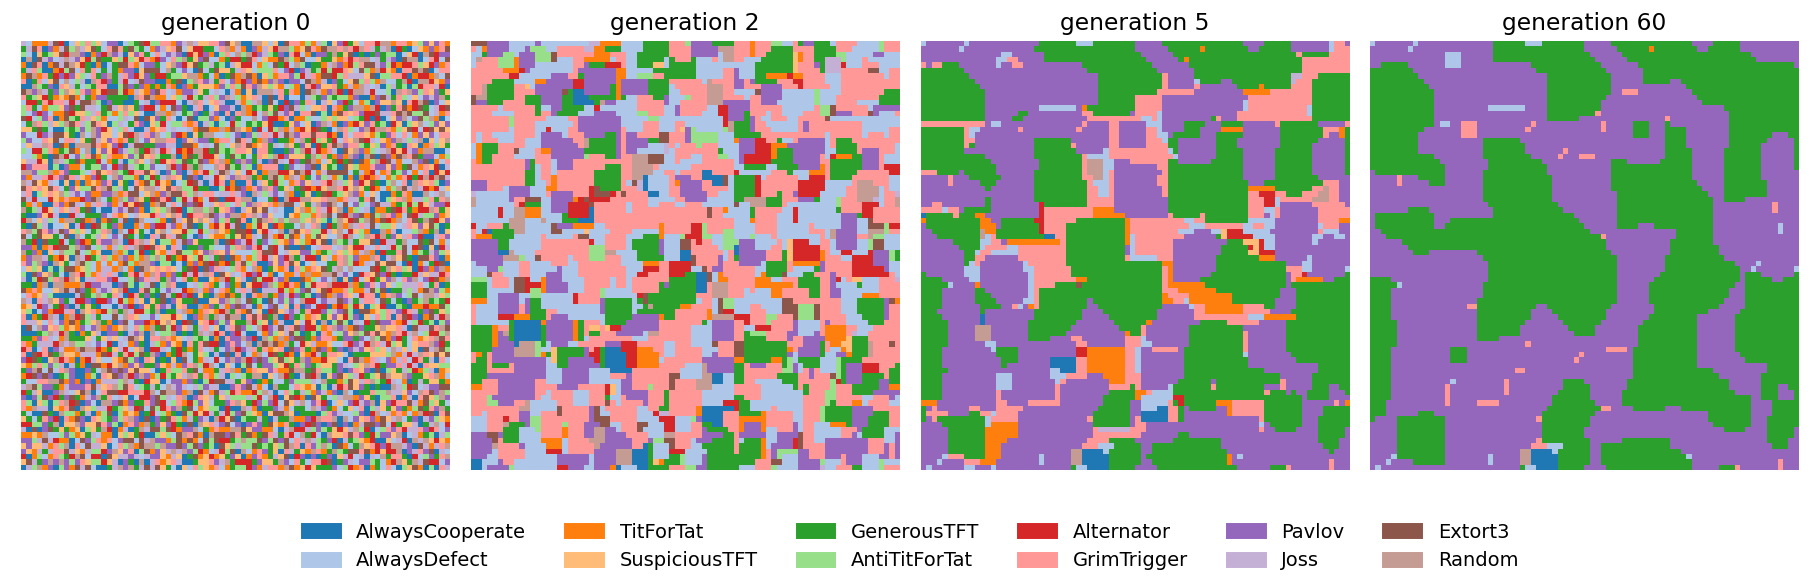 generation 0 generation 2 generation 5 generation 60
AlwaysCooperate TitForTat GenerousTFT Alternator Pavlov Extort3
AlwaysDefect SuspiciousTFT AntiTitForTat GrimTrigger Joss Random